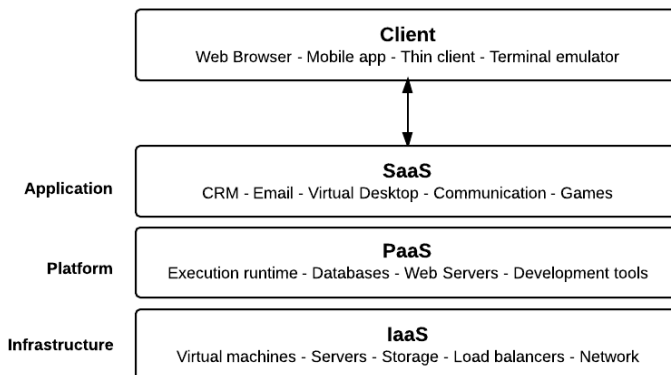 Client
Web Browser - Mobile app - Thin client - Terminal emulator
SaaS
Application
CRM - Email - Virtual Desktop - Communication - Games
PaaS
Platform
Execution runtime - Databases - Web Servers - Development tools
IaaS
Infrastructure
Virtual machines - Servers - Storage - Load balancers - Network